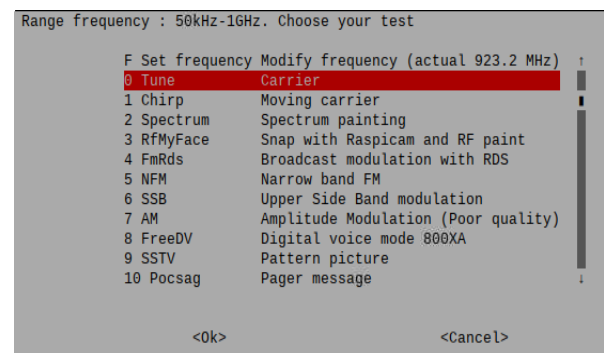 Range frequency : 50kHz-1GHz. Choose your test
F Set frequency Modify frequency (actual 923.2 MHz) ↑
0 Tune Carrier
1 Chirp Moving carrier
2 Spectrum Spectrum painting
3 RfMyFace Snap with Raspicam and RF paint
4 FmRds Broadcast modulation with RDS
5 NFM Narrow band FM
6 SSB Upper Side Band modulation
7 AM Amplitude Modulation (Poor quality)
8 FreeDV Digital voice mode 800XA
9 SSTV Pattern picture
10 Pocsag Pager message ↓
<Ok> <Cancel>